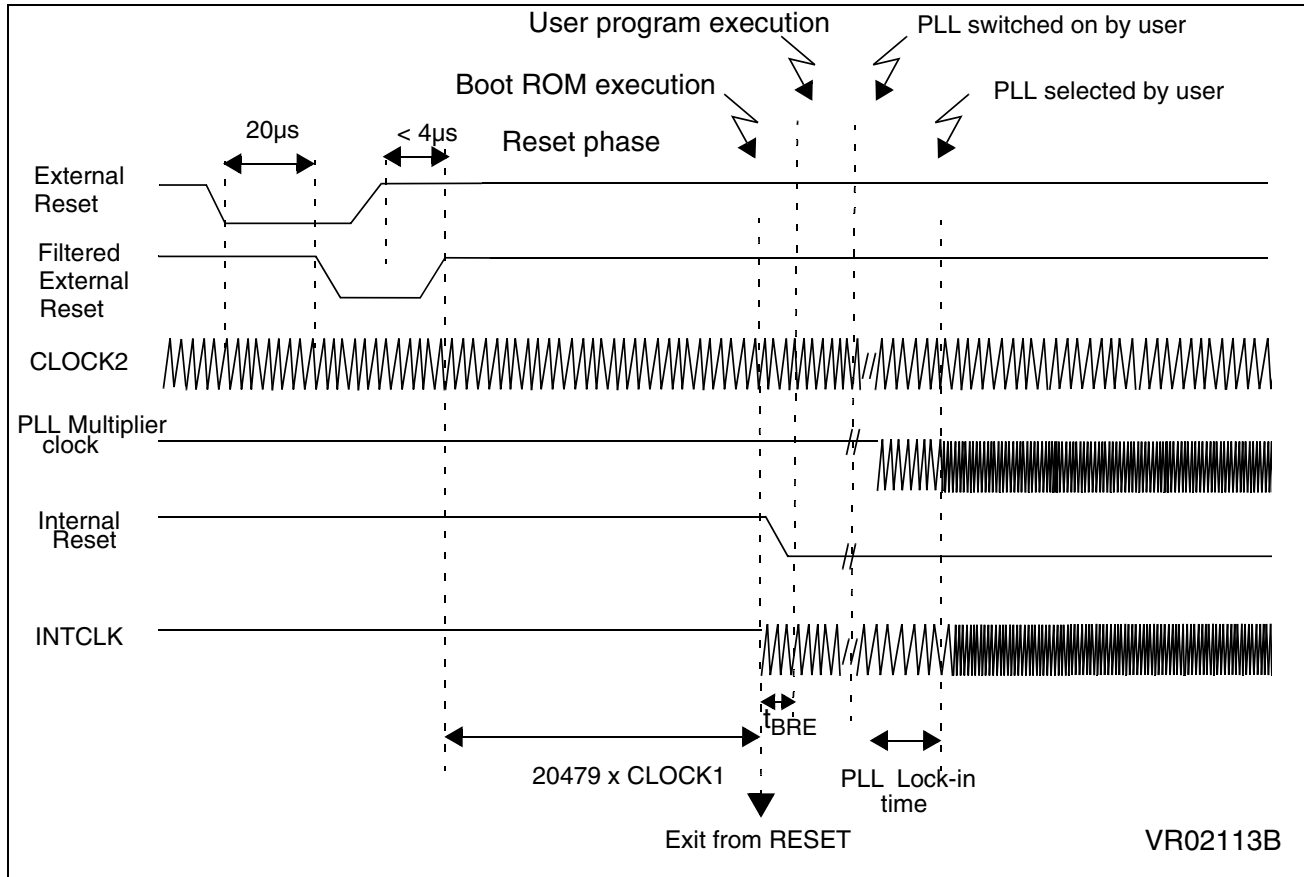 User program execution
PLL switched on by user
Boot ROM execution
PLL selected by user
20µs
< 4µs
Reset phase
External
Reset
Filtered
External
Reset
CLOCK2
PLL Multiplier
clock
Internal
Reset
INTCLK
tBRE
20479 x CLOCK1
PLL Lock-in
time
Exit from RESET
VR02113B